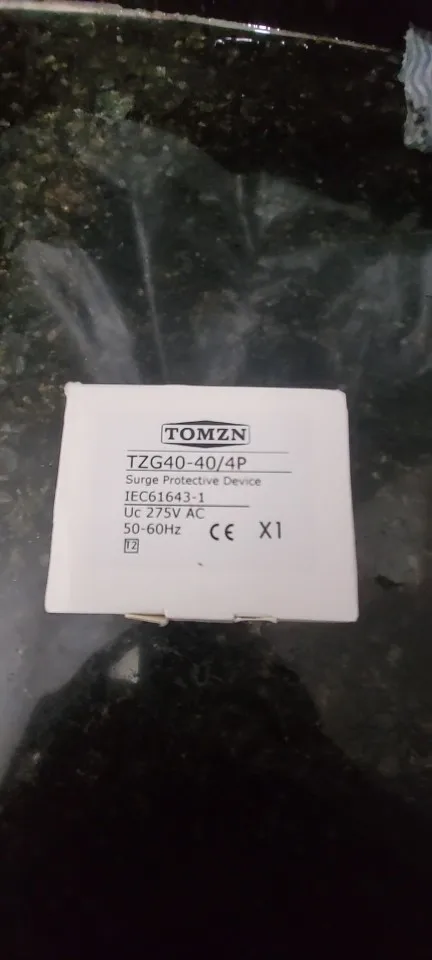 TOMZN
TZG40-40/4P
Surge Protective Device
IEC61643-1
Uc 275V AC
50-60Hz CE X1
T2